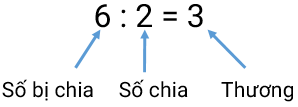 6 : 2 = 3
Số bị chia Số chia Thương